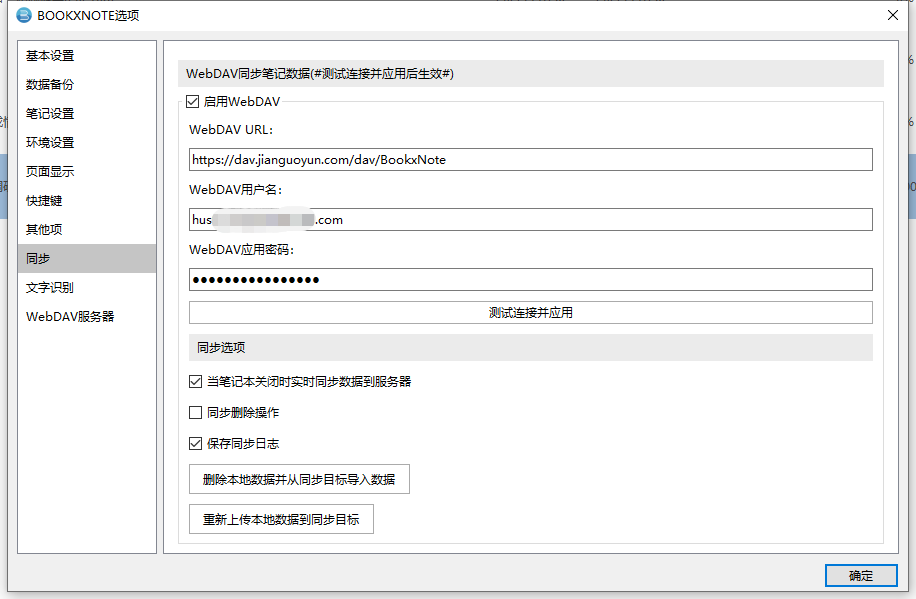 BOOKXNOTE选项
基本设置
数据备份
笔记设置
环境设置
页面显示
快捷键
其他项
同步
文字识别
WebDAV服务器
WebDAV同步笔记数据(#测试连接并应用后生效#)
启用WebDAV
WebDAV URL:
https://dav.jianguoyun.com/dav/BookxNote
WebDAV用户名:
hus
.com
WebDAV应用密码:
●●●●●●●●●●●●●●●●
测试连接并应用
同步选项
当笔记本关闭时实时同步数据到服务器
同步删除操作
保存同步日志
删除本地数据并从同步目标导入数据
重新上传本地数据到同步目标
确定